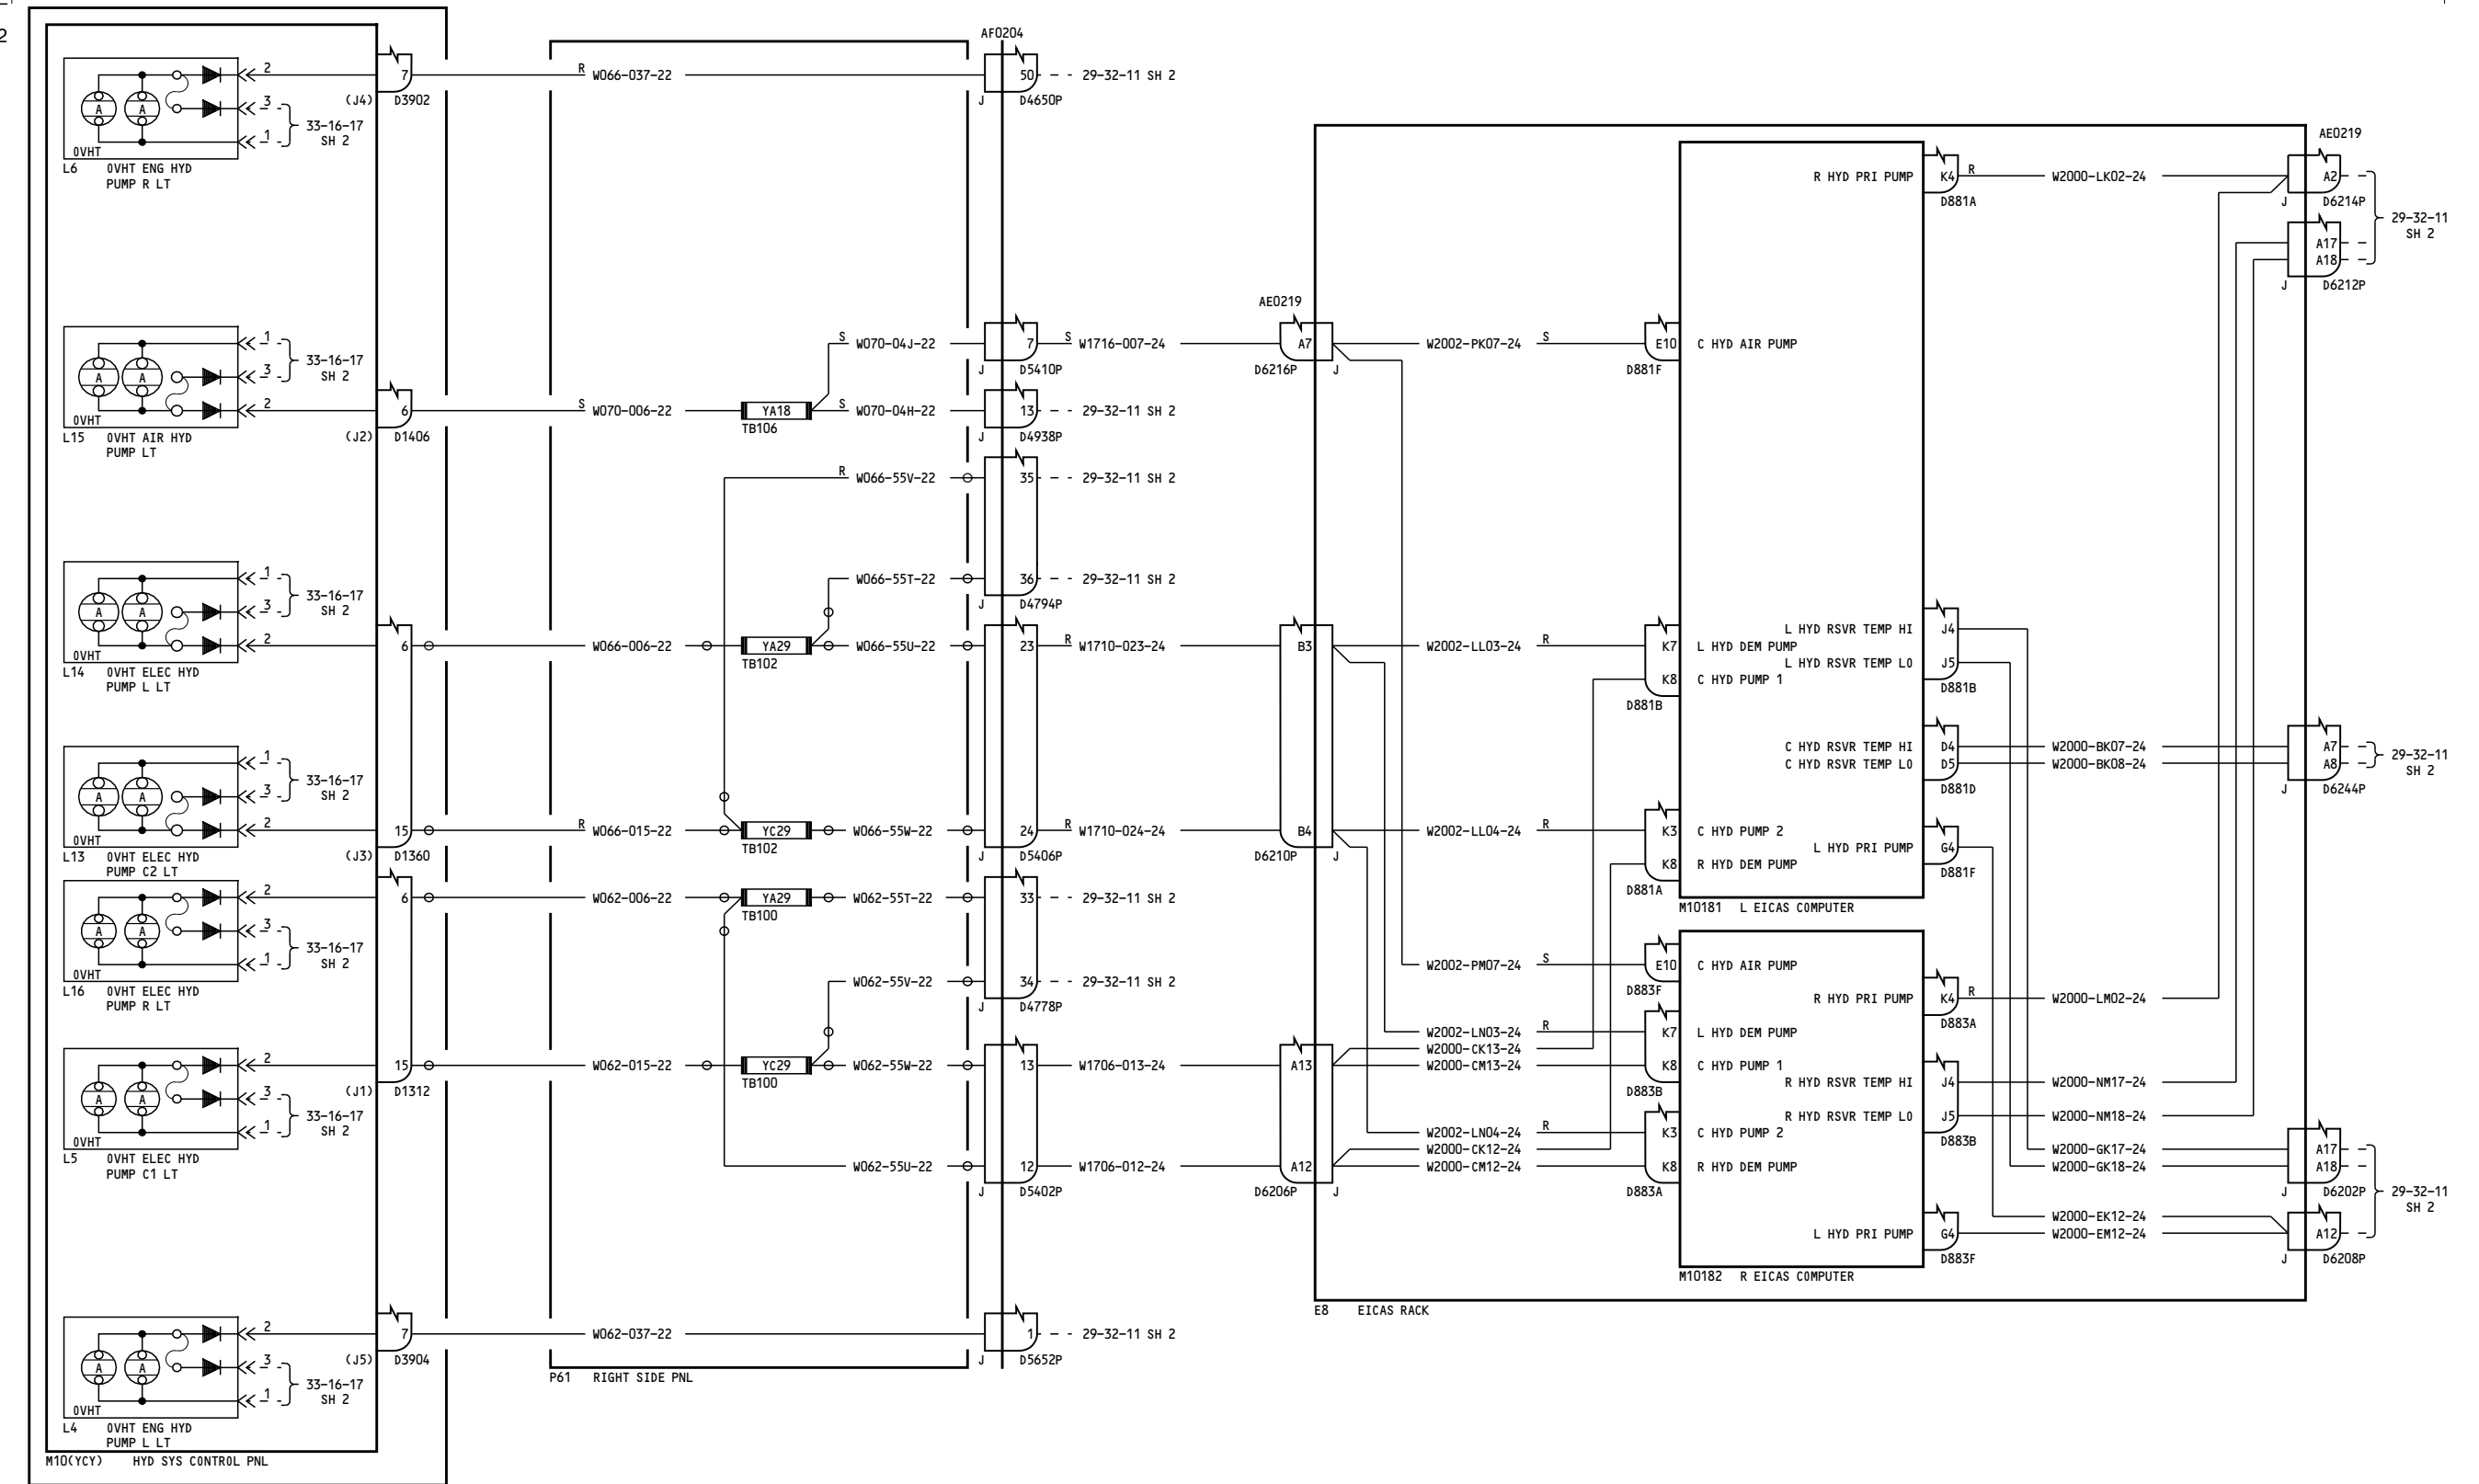 2
L6 OVHT ENG HYD
PUMP R LT
OVHT
A A
2
3
1
33-16-17
SH 2
7
(J4) D3902
R W066-037-22
AF0204
50
29-32-11 SH 2
J D4650P
L15 OVHT AIR HYD
PUMP LT
OVHT
A A
1
3
2
33-16-17
SH 2
6
(J2) D1406
S W070-006-22
YA18
TB106
S W070-04J-22
7
J D5410P
S W1716-007-24
S W070-04H-22
13
29-32-11 SH 2
J D4938P
R W066-55V-22
35
29-32-11 SH 2
W066-55T-22
36
29-32-11 SH 2
J D4794P
L14 OVHT ELEC HYD
PUMP L LT
OVHT
A A
1
3
2
33-16-17
SH 2
6
W066-006-22
YA29
TB102
W066-55U-22
23
R W1710-023-24
L13 OVHT ELEC HYD
PUMP C2 LT
OVHT
A A
1
3
2
33-16-17
SH 2
15
(J3) D1360
R W066-015-22
YC29
TB102
W066-55W-22
24
J D5406P
R W1710-024-24
L16 OVHT ELEC HYD
PUMP R LT
OVHT
A A
2
3
1
33-16-17
SH 2
6
W062-006-22
YA29
TB100
W062-55T-22
33
29-32-11 SH 2
W062-55V-22
34
29-32-11 SH 2
J D4778P
L5 OVHT ELEC HYD
PUMP C1 LT
OVHT
A A
2
3
1
33-16-17
SH 2
15
(J1) D1312
W062-015-22
YC29
TB100
W062-55W-22
13
W1706-013-24
W062-55U-22
12
J D5402P
W1706-012-24
L4 OVHT ENG HYD
PUMP L LT
OVHT
A A
2
3
1
33-16-17
SH 2
7
(J5) D3904
W062-037-22
1
29-32-11 SH 2
J D5652P
M10(YCY) HYD SYS CONTROL PNL
P61 RIGHT SIDE PNL
AE0219
A7
D6216P J
W2002-PK07-24 S
E10 C HYD AIR PUMP
D881F
B3
W2002-LL03-24 R
K7 L HYD DEM PUMP
K8 C HYD PUMP 1
D881B
B4
D6210P J
W2002-LL04-24 R
K3 C HYD PUMP 2
K8 R HYD DEM PUMP
D881A
W2002-PM07-24 S
E10 C HYD AIR PUMP
D883F
W2002-LN03-24 R
K7 L HYD DEM PUMP
W2000-CK13-24
A13
W2000-CM13-24
K8 C HYD PUMP 1
D883B
W2002-LN04-24 R
K3 C HYD PUMP 2
W2000-CK12-24
A12
W2000-CM12-24
K8 R HYD DEM PUMP
D6206P J
D883A
R HYD PRI PUMP K4 R
D881A
W2000-LK02-24
L HYD RSVR TEMP HI J4
L HYD RSVR TEMP LO J5
D881B
C HYD RSVR TEMP HI D4
W2000-BK07-24
C HYD RSVR TEMP LO D5
W2000-BK08-24
D881D
L HYD PRI PUMP G4
D881F
M10181 L EICAS COMPUTER
R HYD PRI PUMP K4 R
W2000-LM02-24
D883A
R HYD RSVR TEMP HI J4
W2000-NM17-24
R HYD RSVR TEMP LO J5
W2000-NM18-24
D883B
W2000-GK17-24
W2000-GK18-24
W2000-EK12-24
L HYD PRI PUMP G4
W2000-EM12-24
D883F
M10182 R EICAS COMPUTER
E8 EICAS RACK
AE0219
A2
J D6214P
A17
A18
J D6212P
29-32-11
SH 2
A7
A8
J D6244P
29-32-11
SH 2
A17
A18
J D6202P
A12
J D6208P
29-32-11
SH 2